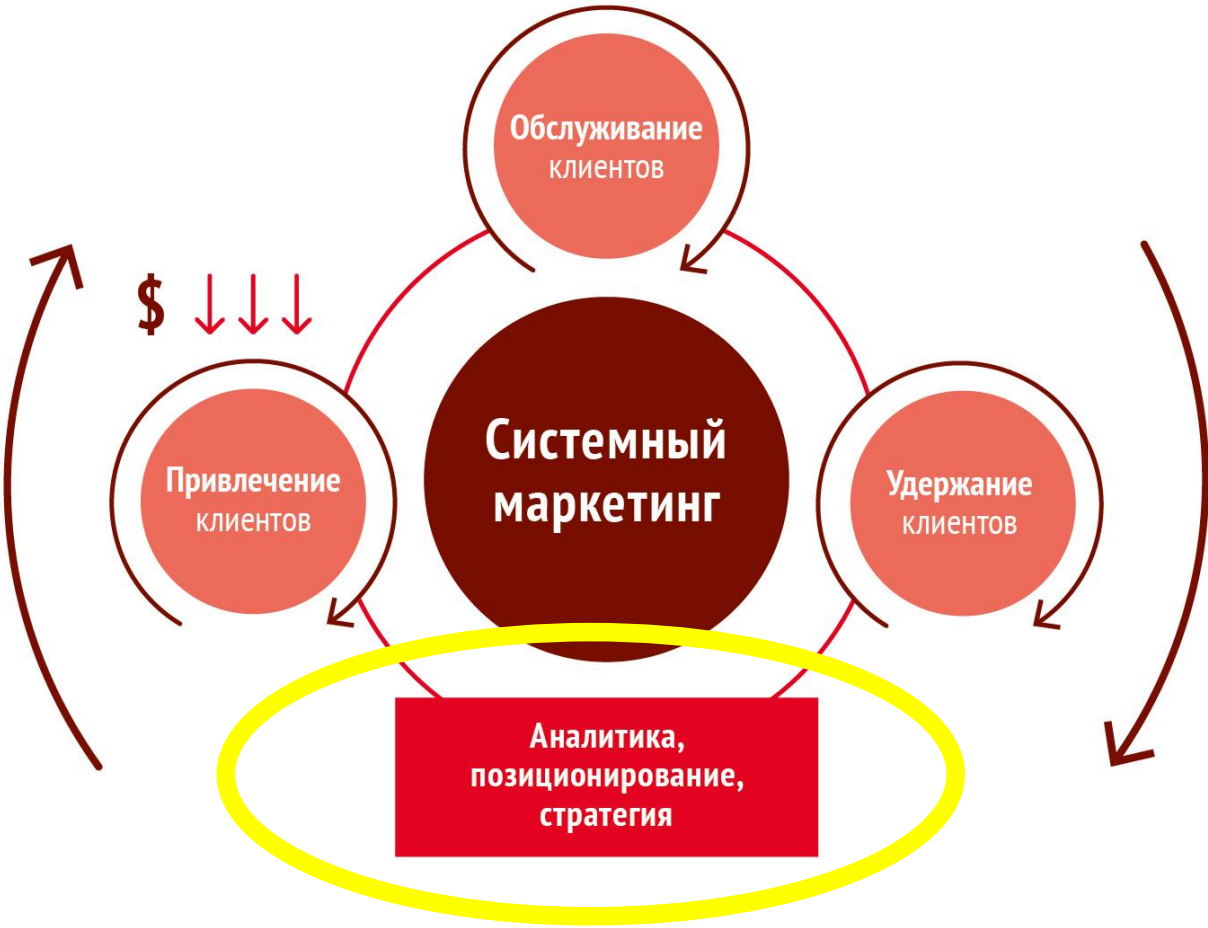 Обслуживание
клиентов
$
Привлечение
клиентов
Системный
маркетинг
Удержание
клиентов
Аналитика,
позиционирование,
стратегия